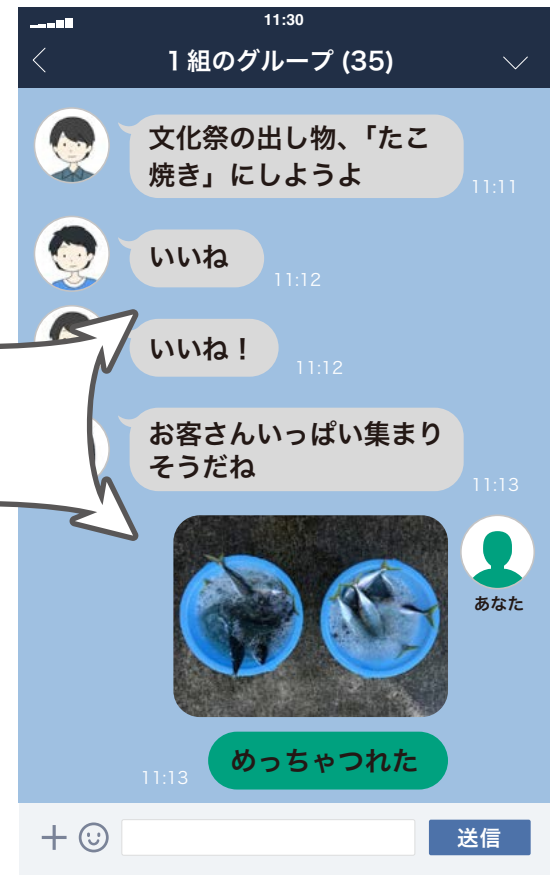 11:30
1組のグループ (35)
文化祭の出し物、「たこ
焼き」にしようよ
11:11
いいね
11:12
いいね！
11:12
お客さんいっぱい集まり
そうだね
11:13
あなた
めっちゃつれた
11:13
送信